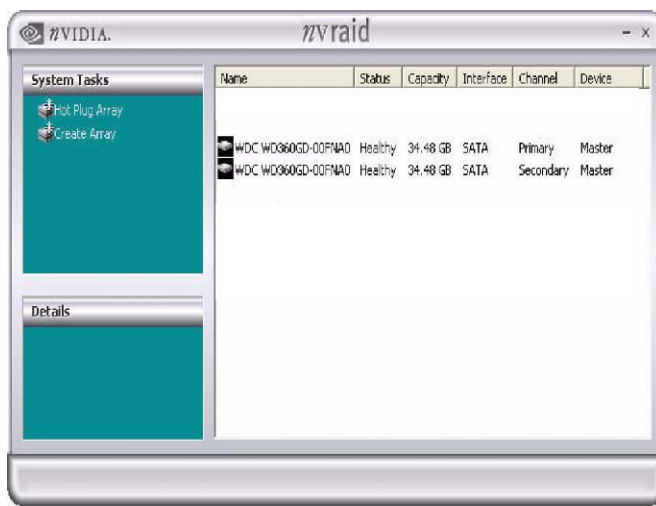 nVIDIA.
nvraid
System Tasks
Hot Plug Array
Create Array
Details
Name Status Capacity Interface Channel Device
WDC WD360GD-00FNA0 Healthy 34.48 GB SATA Primary Master
WDC WD360GD-00FNA0 Healthy 34.48 GB SATA Secondary Master